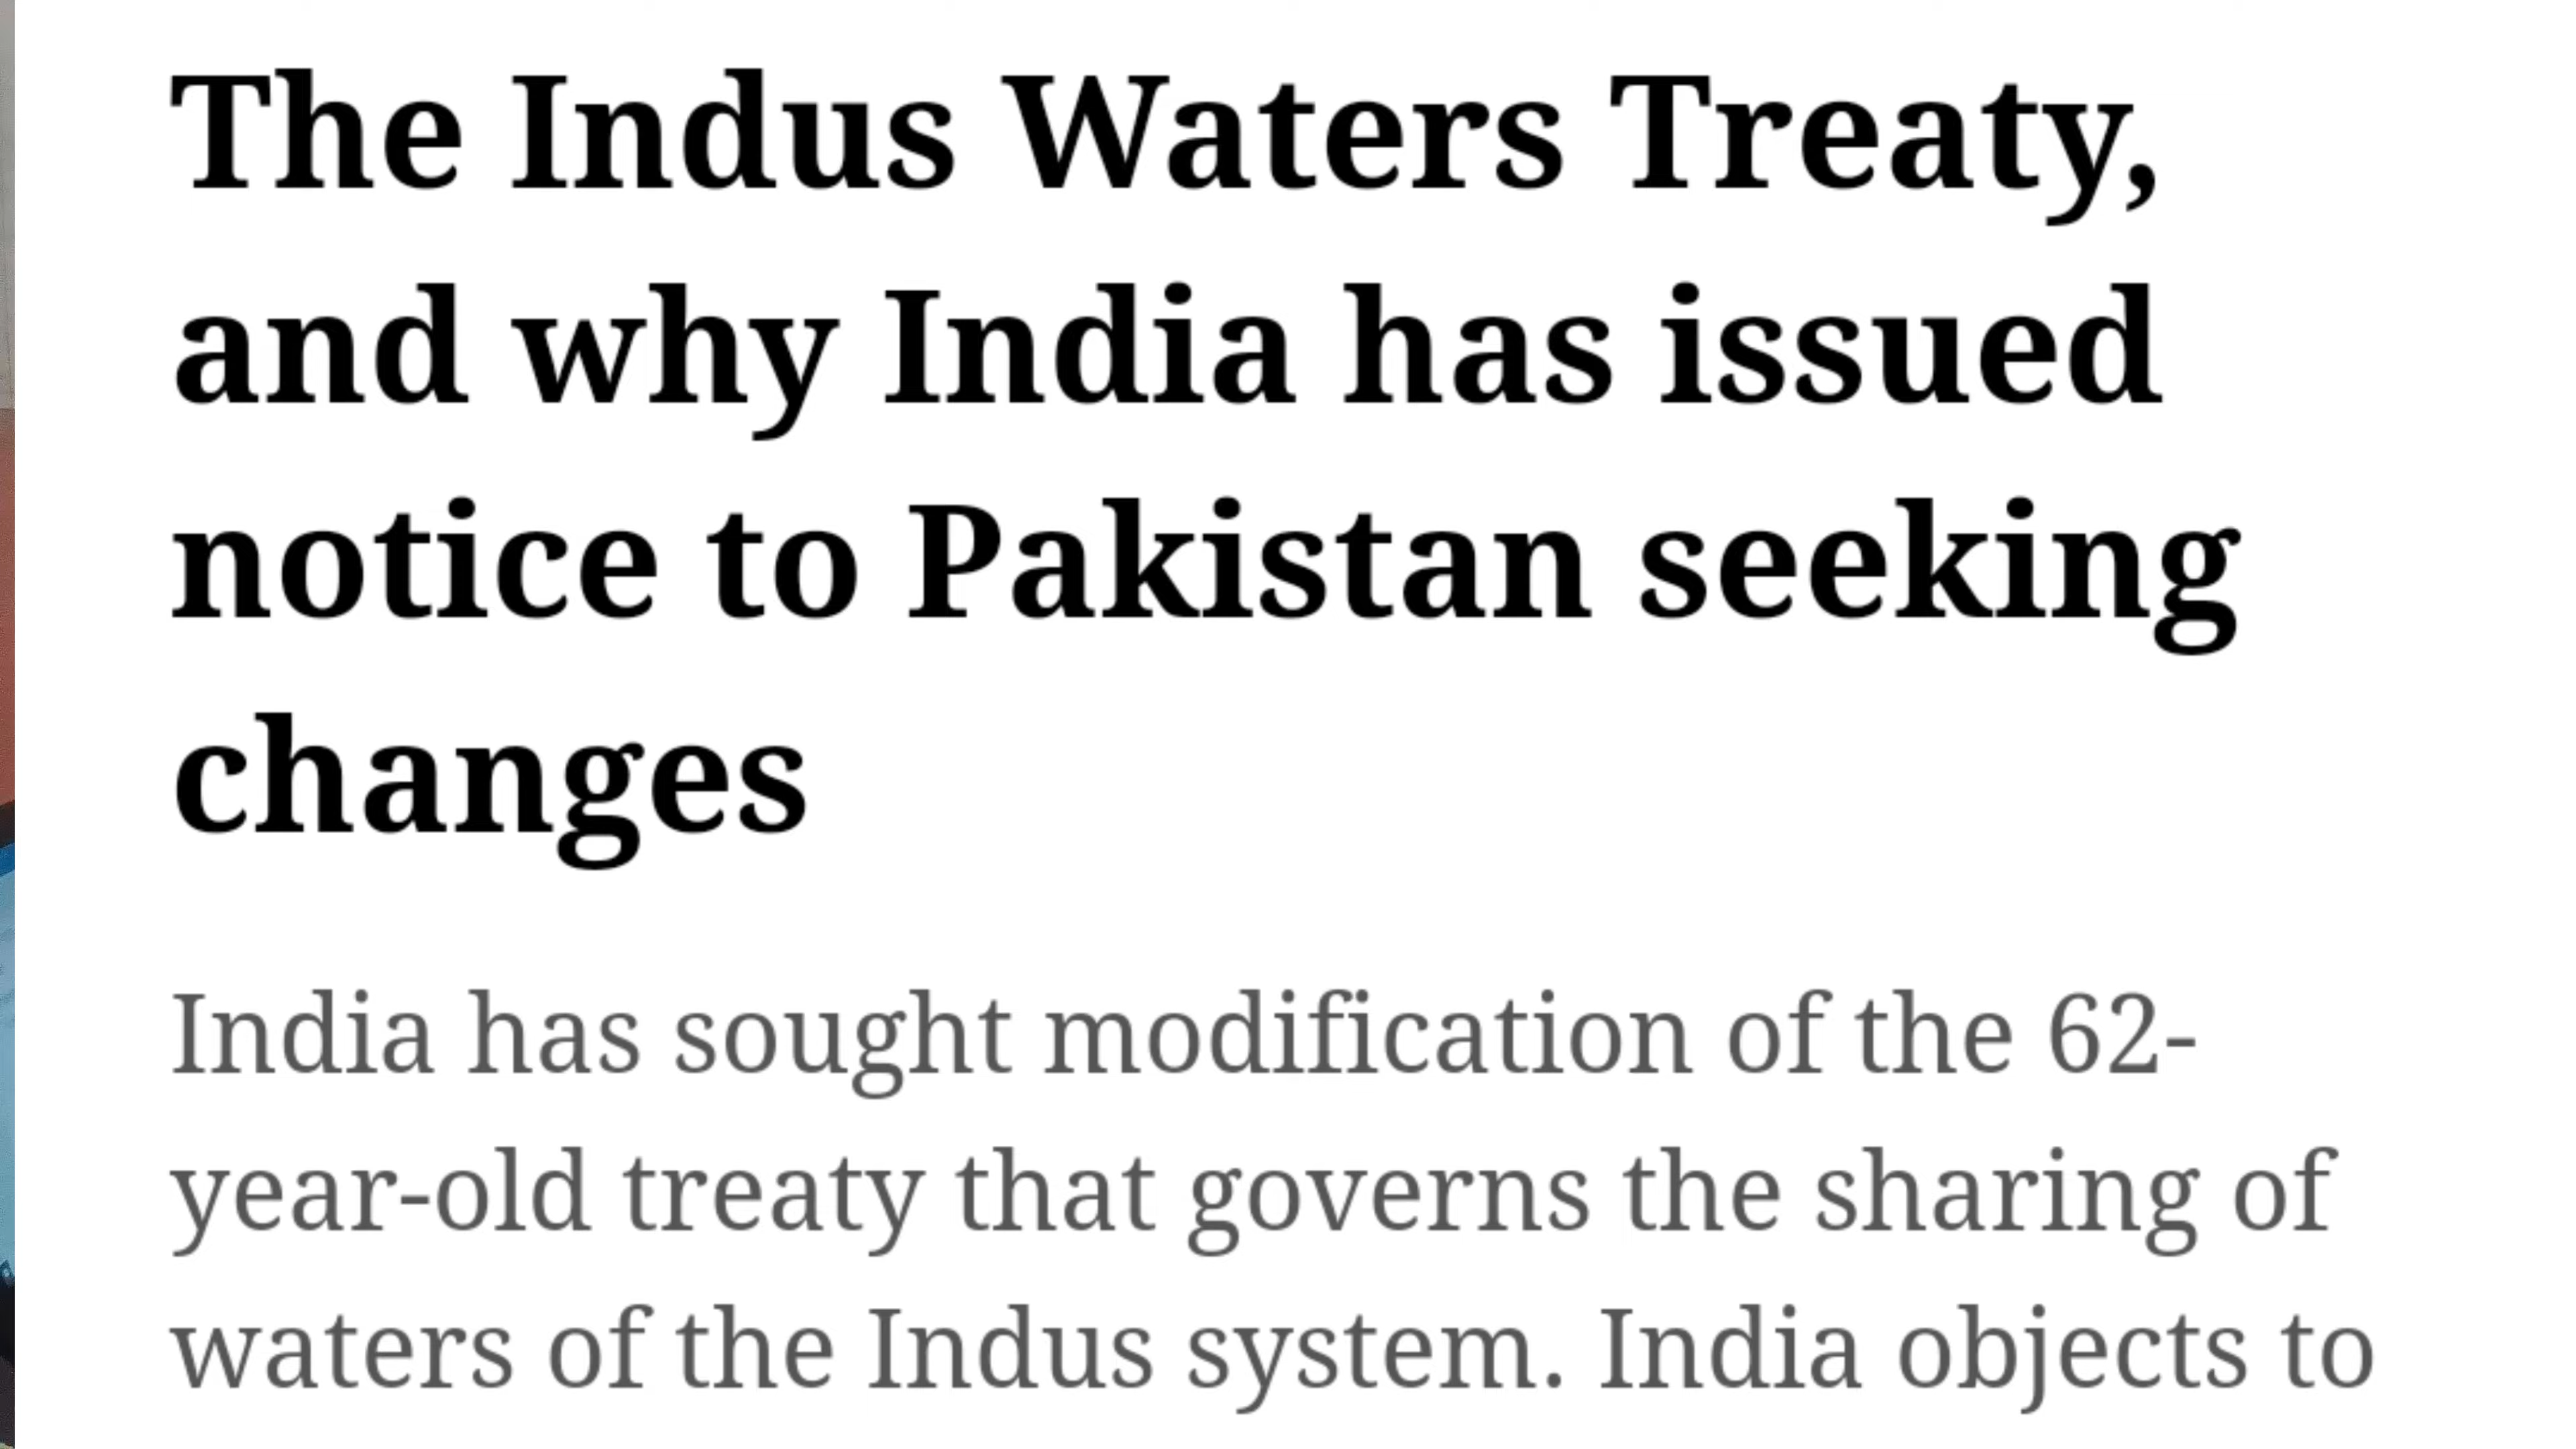 The Indus Waters Treaty,
and why India has issued
notice to Pakistan seeking
changes
India has sought modification of the 62-
year-old treaty that governs the sharing of
waters of the Indus system. India objects to